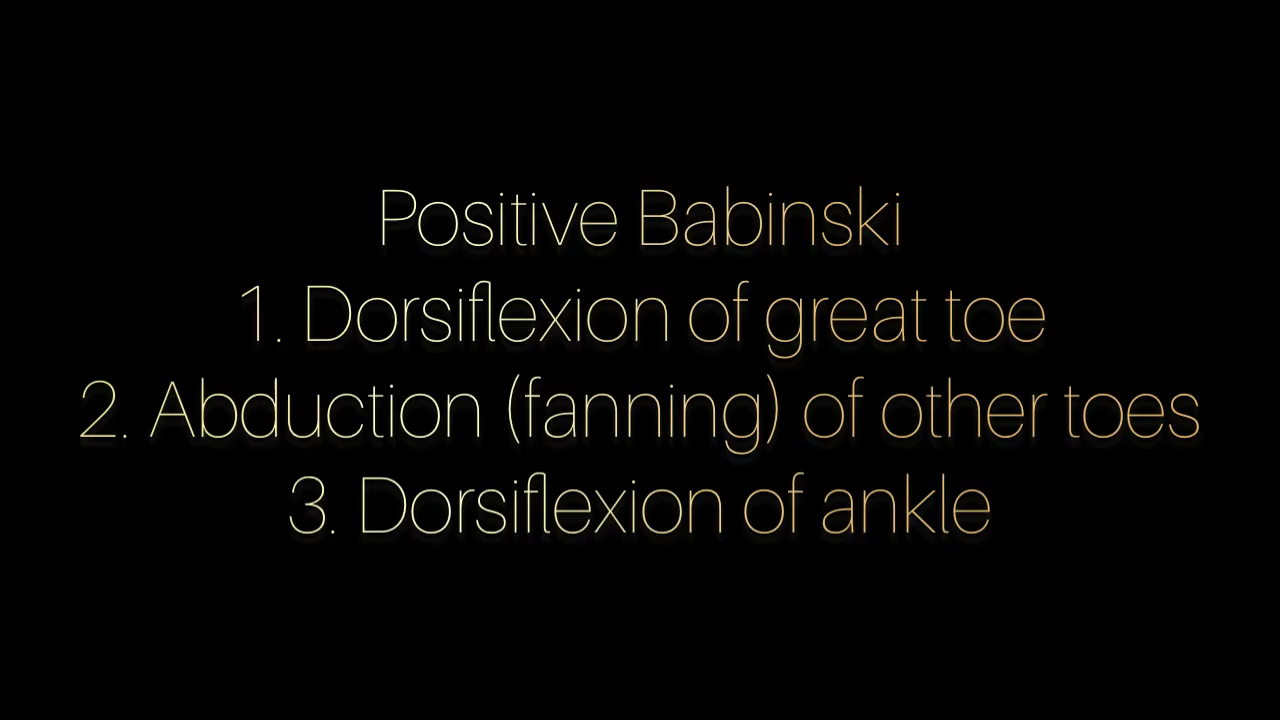 Positive Babinski
1. Dorsiflexion of great toe
2. Abduction (fanning) of other toes
3. Dorsiflexion of ankle